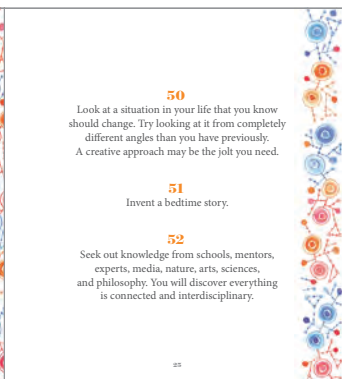 50
Look at a situation in your life that you know
should change. Try looking at it from completely
different angles than you have previously.
A creative approach may be the jolt you need.
51
Invent a bedtime story.
52
Seek out knowledge from schools, mentors,
experts, media, nature, arts, sciences,
and philosophy. You will discover everything
is connected and interdisciplinary.
25